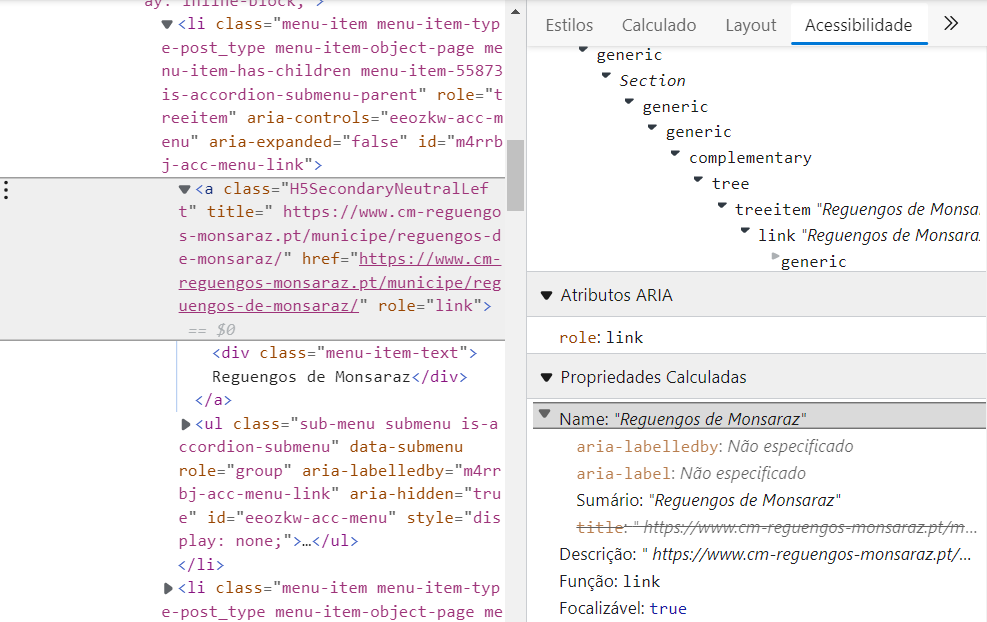 ay: inline-block;">
<li class="menu-item menu-item-typ
e-post_type menu-item-object-page me
nu-item-has-children menu-item-55873
is-accordion-submenu-parent" role="t
reeitem" aria-controls="eeozkw-acc-m
enu" aria-expanded="false" id="m4rrb
j-acc-menu-link">
<a class="H5SecondaryNeutralLef
t" title=" https://www.cm-reguengo
s-monsaraz.pt/municipe/reguengos-d
e-monsaraz/" href="https://www.cm-
reguengos-monsaraz.pt/municipe/reg
uengos-de-monsaraz/" role="link">
== $0
<div class="menu-item-text">
Reguengos de Monsaraz</div>
</a>
<ul class="sub-menu submenu is-a
ccordion-submenu" data-submenu
role="group" aria-labelledby="m4rr
bj-acc-menu-link" aria-hidden="tru
e" id="eeozkw-acc-menu" style="dis
play: none;">…</ul>
</li>
<li class="menu-item menu-item-typ
e-post_type menu-item-object-page me
Estilos Calculado Layout Acessibilidade
generic
Section
generic
generic
complementary
tree
treeitem "Reguengos de Monsa
link "Reguengos de Monsara
generic
Atributos ARIA
role: link
Propriedades Calculadas
Name: "Reguengos de Monsaraz"
aria-labelledby: Não especificado
aria-label: Não especificado
Sumário: "Reguengos de Monsaraz"
title: " https://www.cm-reguengos-monsaraz.pt/m…
Descrição: " https://www.cm-reguengos-monsaraz.pt/…
Função: link
Focalizável: true